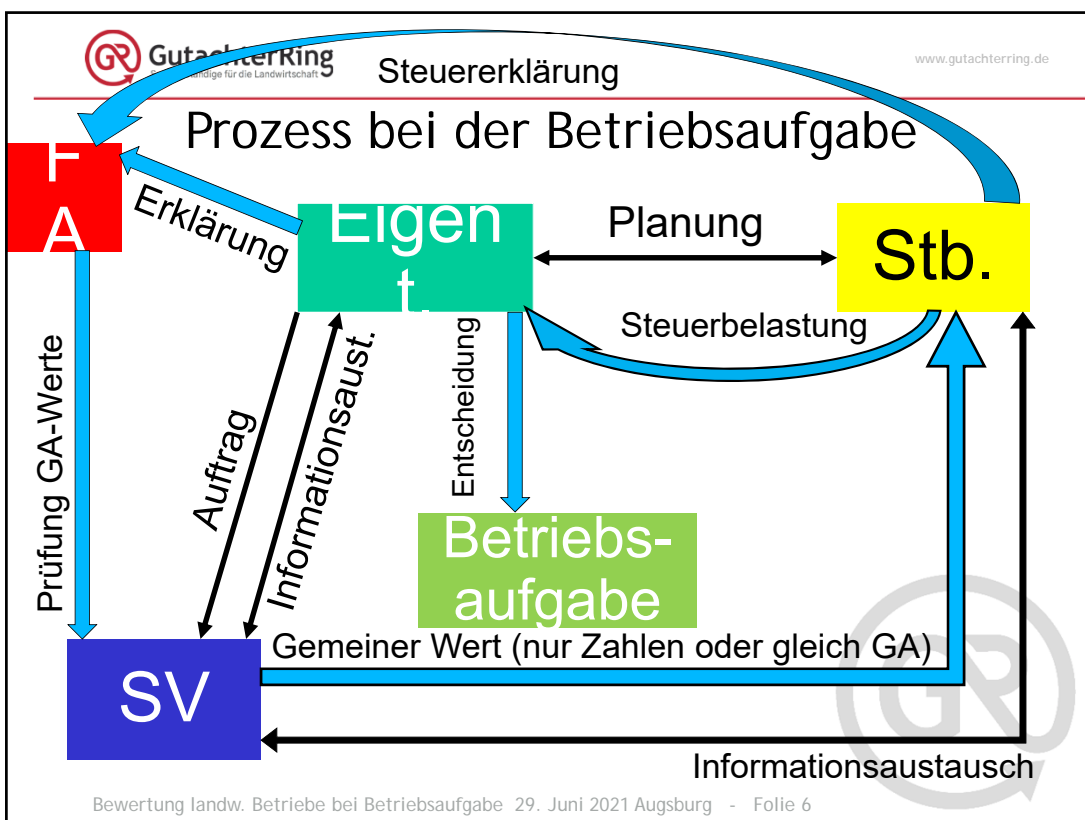 GutachterRing
www.gutachterring.de
Steuererklärung
Prozess bei der Betriebsaufgabe
F
A
Erklärung
Eigen
t.
Planung
Stb.
Steuerbelastung
Entscheidung
Prüfung GA-Werte
Auftrag
Informationsaust.
Betriebs-
aufgabe
Gemeiner Wert (nur Zahlen oder gleich GA)
SV
GR
Informationsaustausch
Bewertung landw. Betriebe bei Betriebsaufgabe 29. Juni 2021 Augsburg - Folie 6